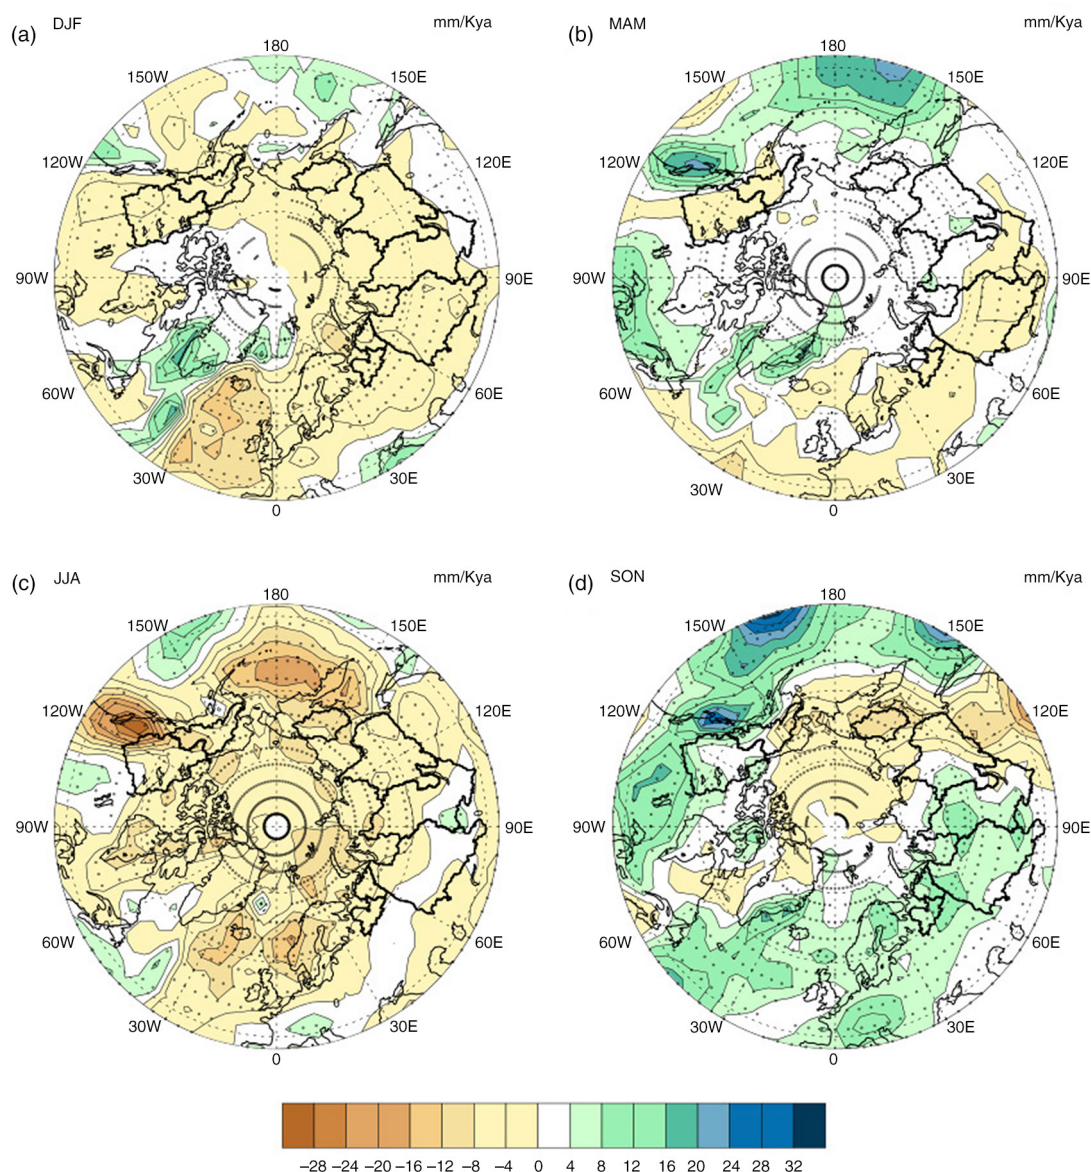 (a) DJF mm/Kya (b) MAM mm/Kya
180 180
150W 150E 150W 150E
120W 120E 120W 120E
90W 90E 90W 90E
60W 60E 60W 60E
30W 30E 30W 30E
0 0
(c) JJA mm/Kya (d) SON mm/Kya
180 180
150W 150E 150W 150E
120W 120E 120W 120E
90W 90E 90W 90E
60W 60E 60W 60E
30W 30E 30W 30E
0 0
−28 −24 −20 −16 −12 −8 −4 0 4 8 12 16 20 24 28 32